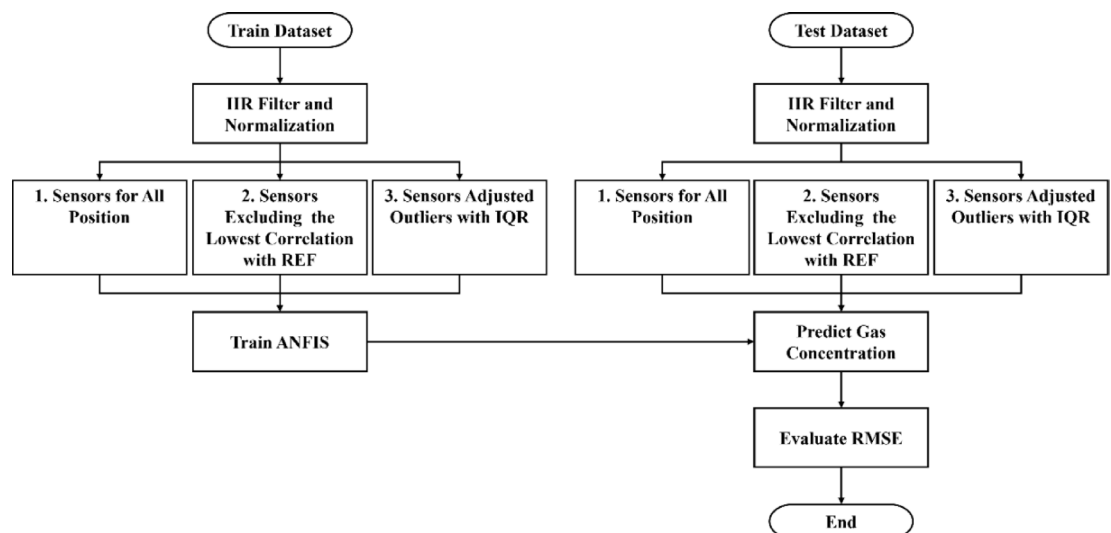 Train Dataset
IIR Filter and
Normalization
1. Sensors for All
Position
2. Sensors
Excluding the
Lowest Correlation
with REF
3. Sensors Adjusted
Outliers with IQR
Train ANFIS
Test Dataset
IIR Filter and
Normalization
1. Sensors for All
Position
2. Sensors
Excluding the
Lowest Correlation
with REF
3. Sensors Adjusted
Outliers with IQR
Predict Gas
Concentration
Evaluate RMSE
End